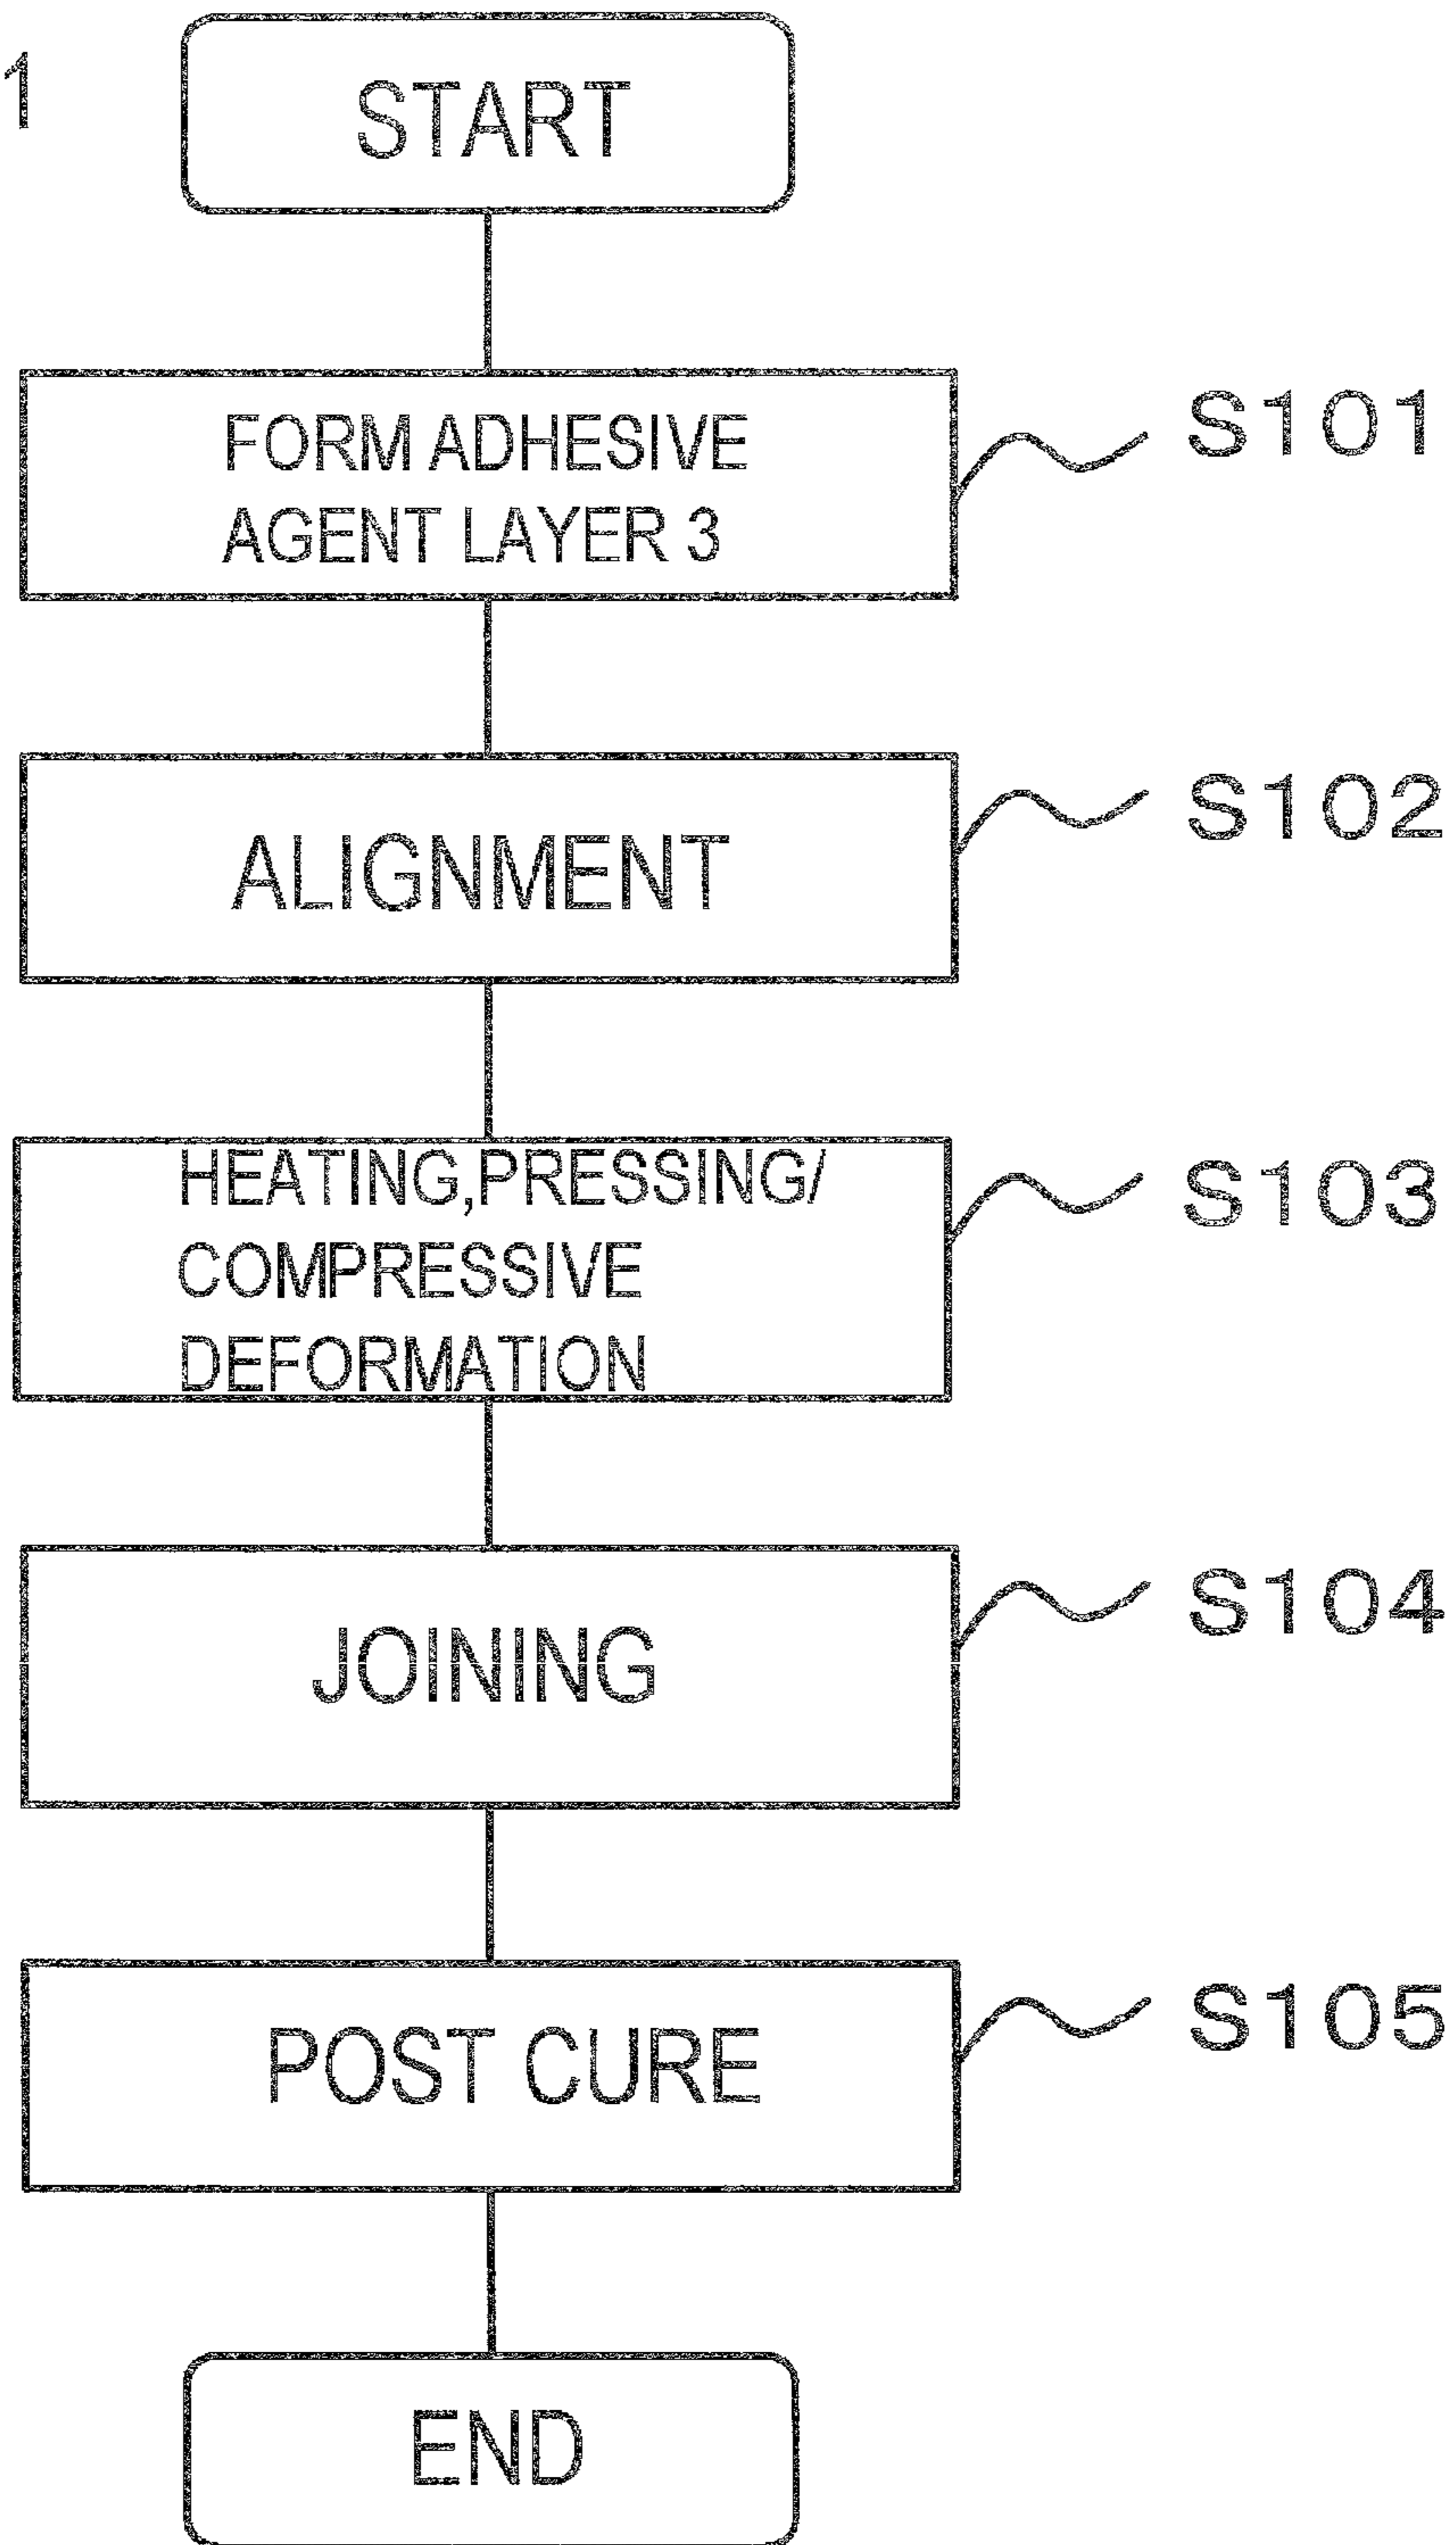 1
START
FORM ADHESIVE
AGENT LAYER 3
S101
ALIGNMENT
S102
HEATING,PRESSING/
COMPRESSIVE
DEFORMATION
S103
JOINING
S104
POST CURE
S105
END